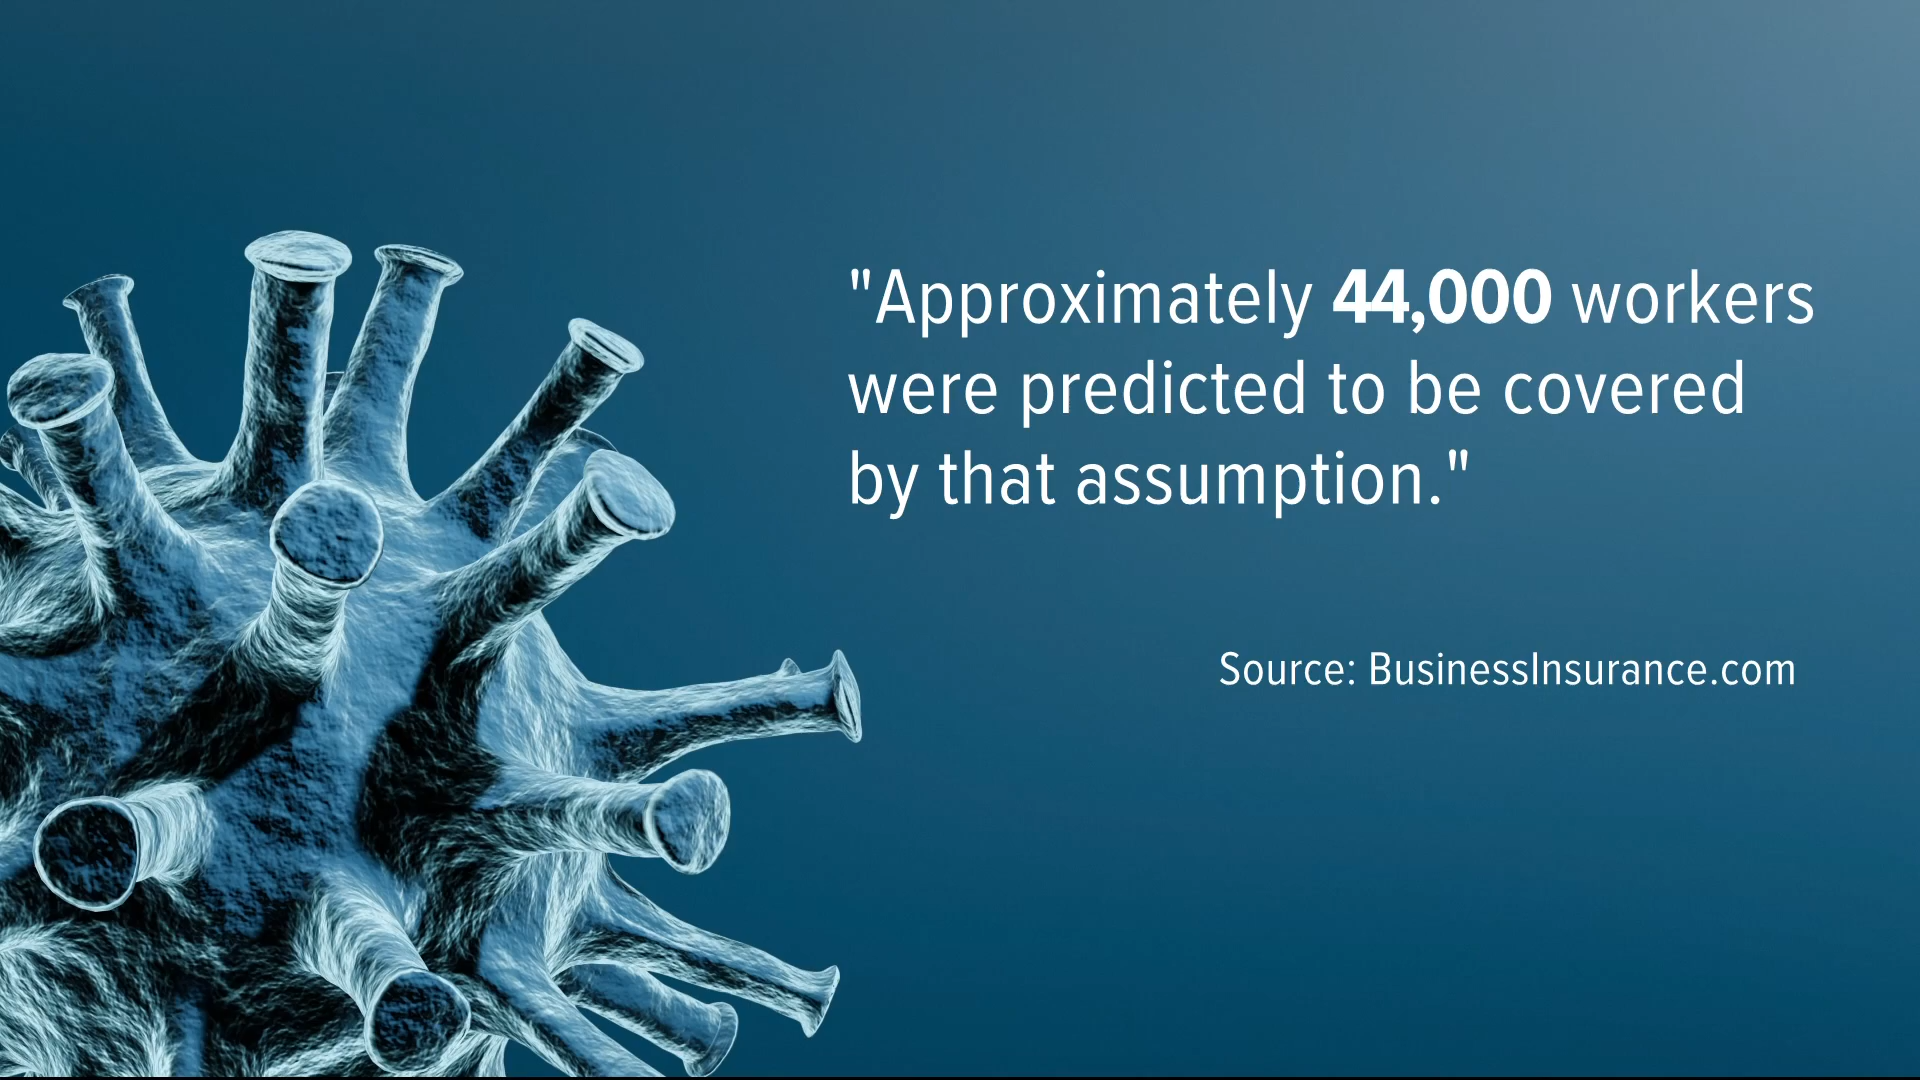 "Approximately 44,000 workers
were predicted to be covered
by that assumption."
Source: BusinessInsurance.com